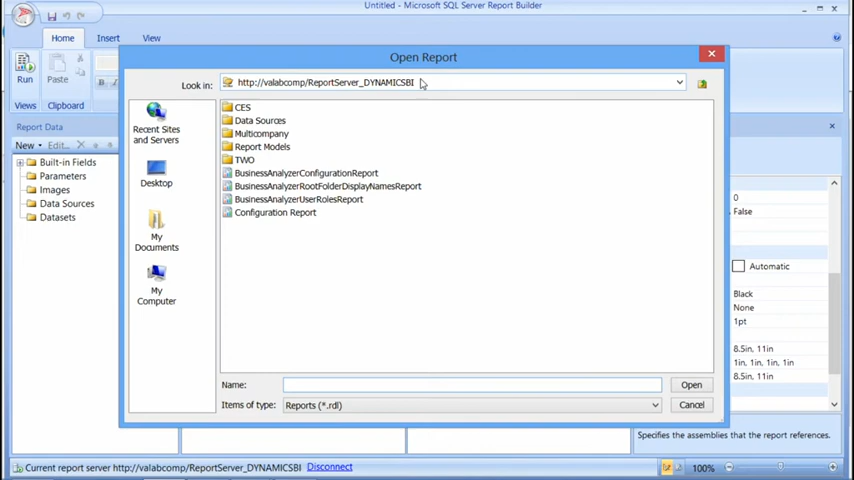 Untitled - Microsoft SQL Server Report Builder
Home Insert View
Run
Paste
B
Views Clipboard
Open Report
Look in: http://valabcomp/ReportServer_DYNAMICSBI
Report Data
New Edit...
Built-in Fields
Parameters
Images
Data Sources
Datasets
Recent Sites and Servers
Desktop
My Documents
My Computer
CES
Data Sources
Multicompany
Report Models
TWO
BusinessAnalyzerConfigurationReport
BusinessAnalyzerRootFolderDisplayNamesReport
BusinessAnalyzerUserRolesReport
Configuration Report
Name:
Open
Items of type: Reports (*.rdl)
Cancel
0
False
Automatic
Black
None
1pt
8.5in, 11in
1in, 1in, 1in, 1in
8.5in, 11in
Specifies the assemblies that the report references.
Current report server http://valabcomp/ReportServer_DYNAMICSBI Disconnect
100%